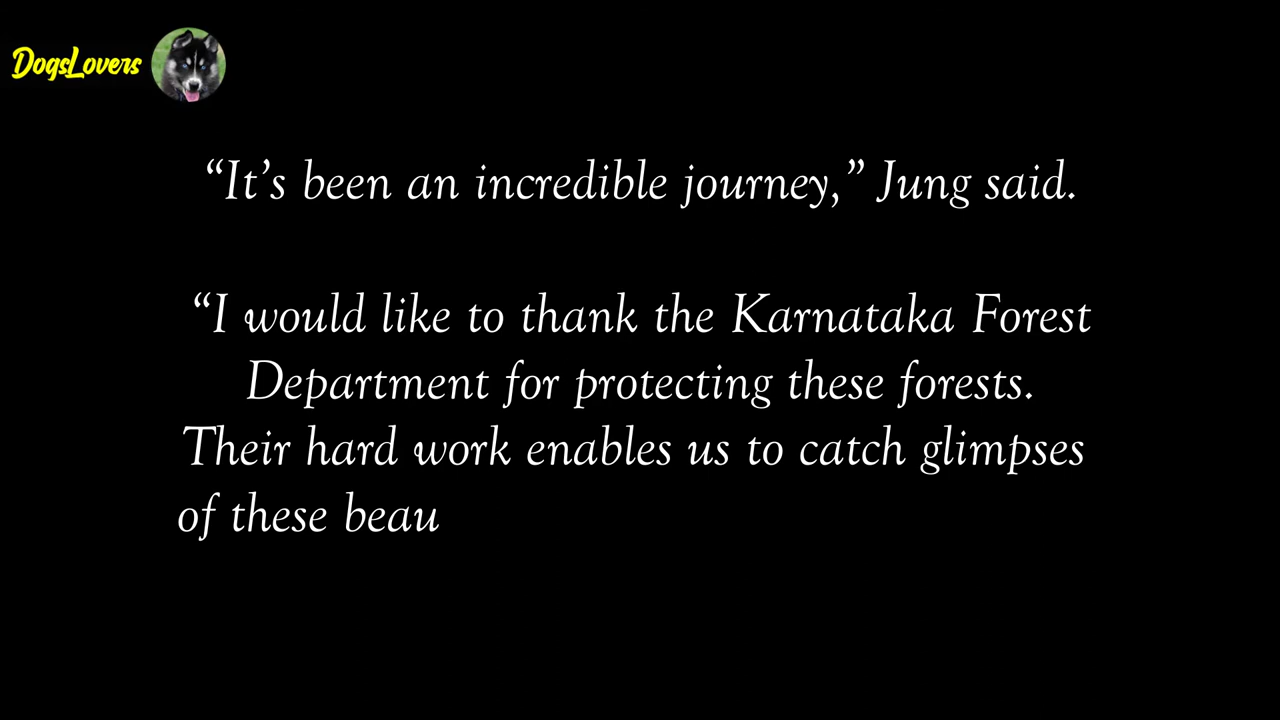 DogsLovers
“It’s been an incredible journey,” Jung said.
“I would like to thank the Karnataka Forest
Department for protecting these forests.
Their hard work enables us to catch glimpses
of these beau